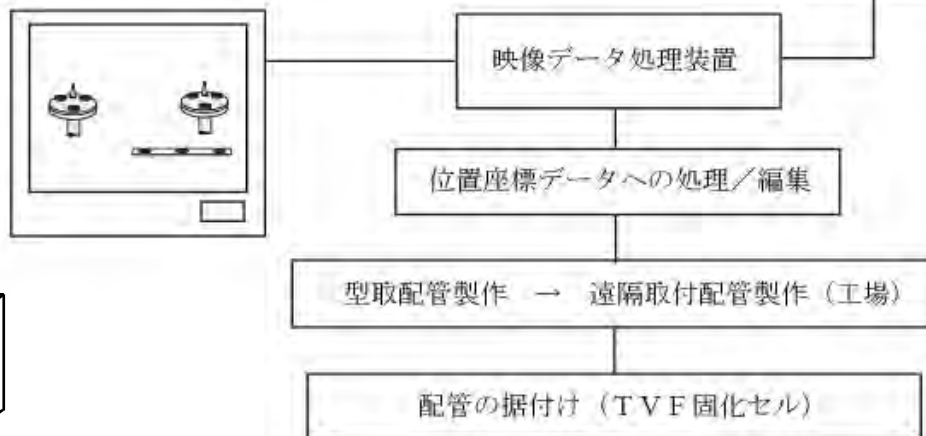 映像データ処理装置
位置座標データへの処理／編集
型取配管製作 → 遠隔取付配管製作（工場）
配管の据付け（ＴＶＦ固化セル）